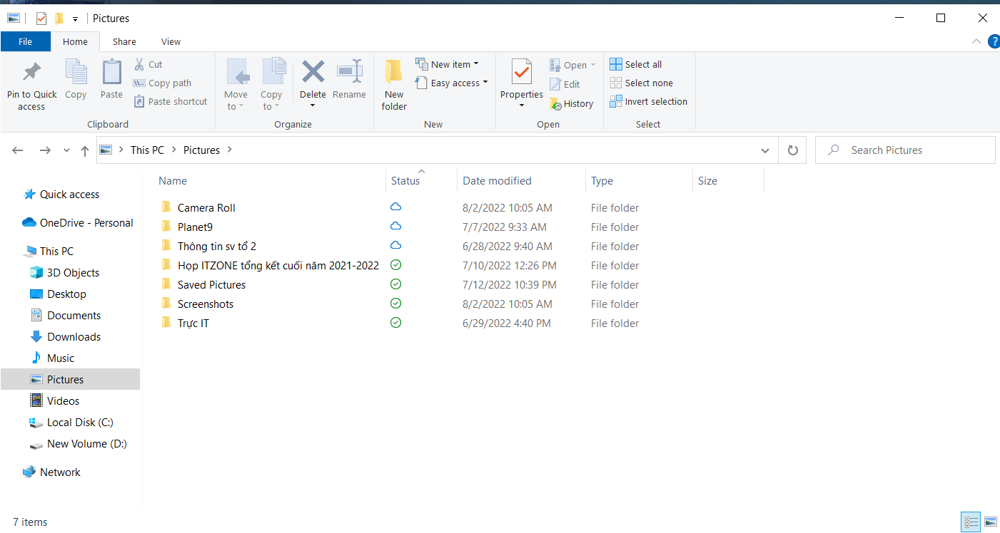 Pictures
File Home Share View
?
Pin to Quick access
Copy
Paste
Cut
Copy path
Paste shortcut
Clipboard
Move to
Copy to
Delete
Rename
Organize
New folder
New item
Easy access
New
Properties
Open
Edit
History
Open
Select all
Select none
Invert selection
Select
This PC Pictures
Search Pictures
Quick access
OneDrive - Personal
This PC
3D Objects
Desktop
Documents
Downloads
Music
Pictures
Videos
Local Disk (C:)
New Volume (D:)
Network
Name Status Date modified Type Size
Camera Roll 8/2/2022 10:05 AM File folder
Planet9 7/7/2022 9:33 AM File folder
Thông tin sv tổ 2 6/28/2022 9:40 AM File folder
Họp ITZONE tổng kết cuối năm 2021-2022 7/10/2022 12:26 PM File folder
Saved Pictures 7/12/2022 10:39 PM File folder
Screenshots 8/2/2022 10:05 AM File folder
Trực IT 6/29/2022 4:40 PM File folder
7 items